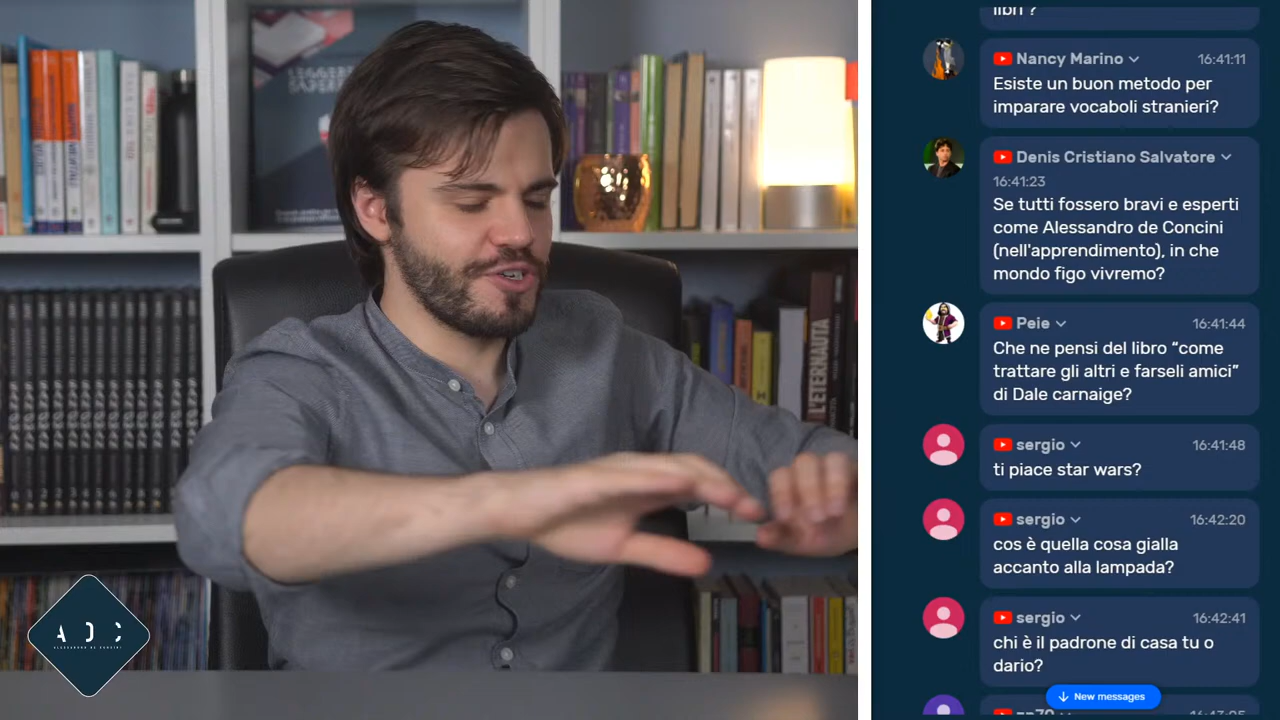 libri ?
Nancy Marino
16:41:11
Esiste un buon metodo per
imparare vocaboli stranieri?
Denis Cristiano Salvatore
16:41:23
Se tutti fossero bravi e esperti
come Alessandro de Concini
(nell'apprendimento), in che
mondo figo vivremo?
Peie
16:41:44
Che ne pensi del libro “come
trattare gli altri e farseli amici”
di Dale carnaige?
sergio
16:41:48
ti piace star wars?
sergio
16:42:20
cos è quella cosa gialla
accanto alla lampada?
sergio
16:42:41
chi è il padrone di casa tu o
dario?
New messages
L'ETERNAUTA
ADC
ALESSANDRO DE CONCINI